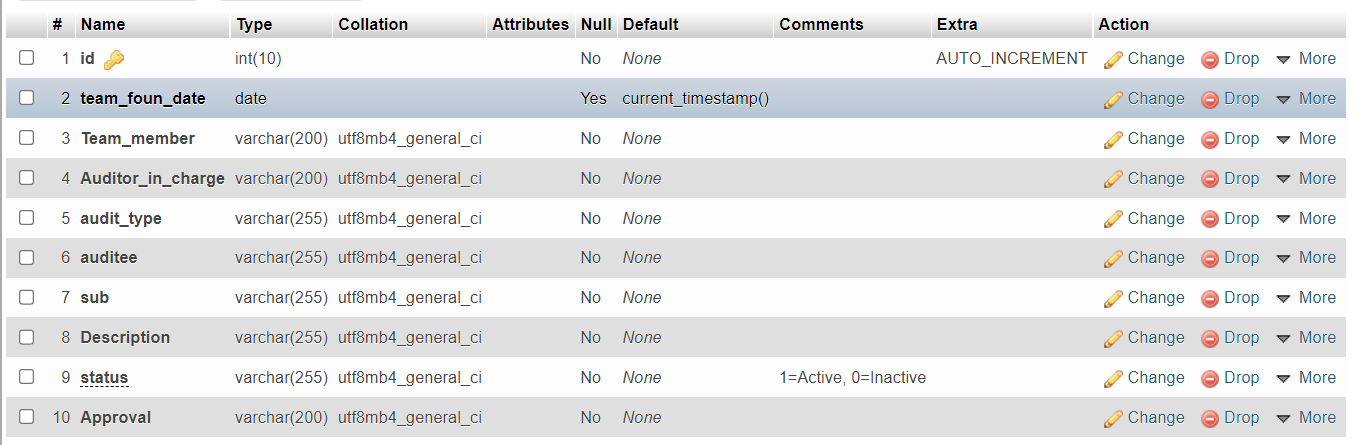 # Name Type Collation Attributes Null Default Comments Extra Action
1 id int(10) No None AUTO_INCREMENT Change Drop More
2 team_foun_date date Yes current_timestamp() Change Drop More
3 Team_member varchar(200) utf8mb4_general_ci No None Change Drop More
4 Auditor_in_charge varchar(200) utf8mb4_general_ci No None Change Drop More
5 audit_type varchar(255) utf8mb4_general_ci No None Change Drop More
6 auditee varchar(255) utf8mb4_general_ci No None Change Drop More
7 sub varchar(255) utf8mb4_general_ci No None Change Drop More
8 Description varchar(255) utf8mb4_general_ci No None Change Drop More
9 status varchar(255) utf8mb4_general_ci No None 1=Active, 0=Inactive Change Drop More
10 Approval varchar(200) utf8mb4_general_ci No None Change Drop More